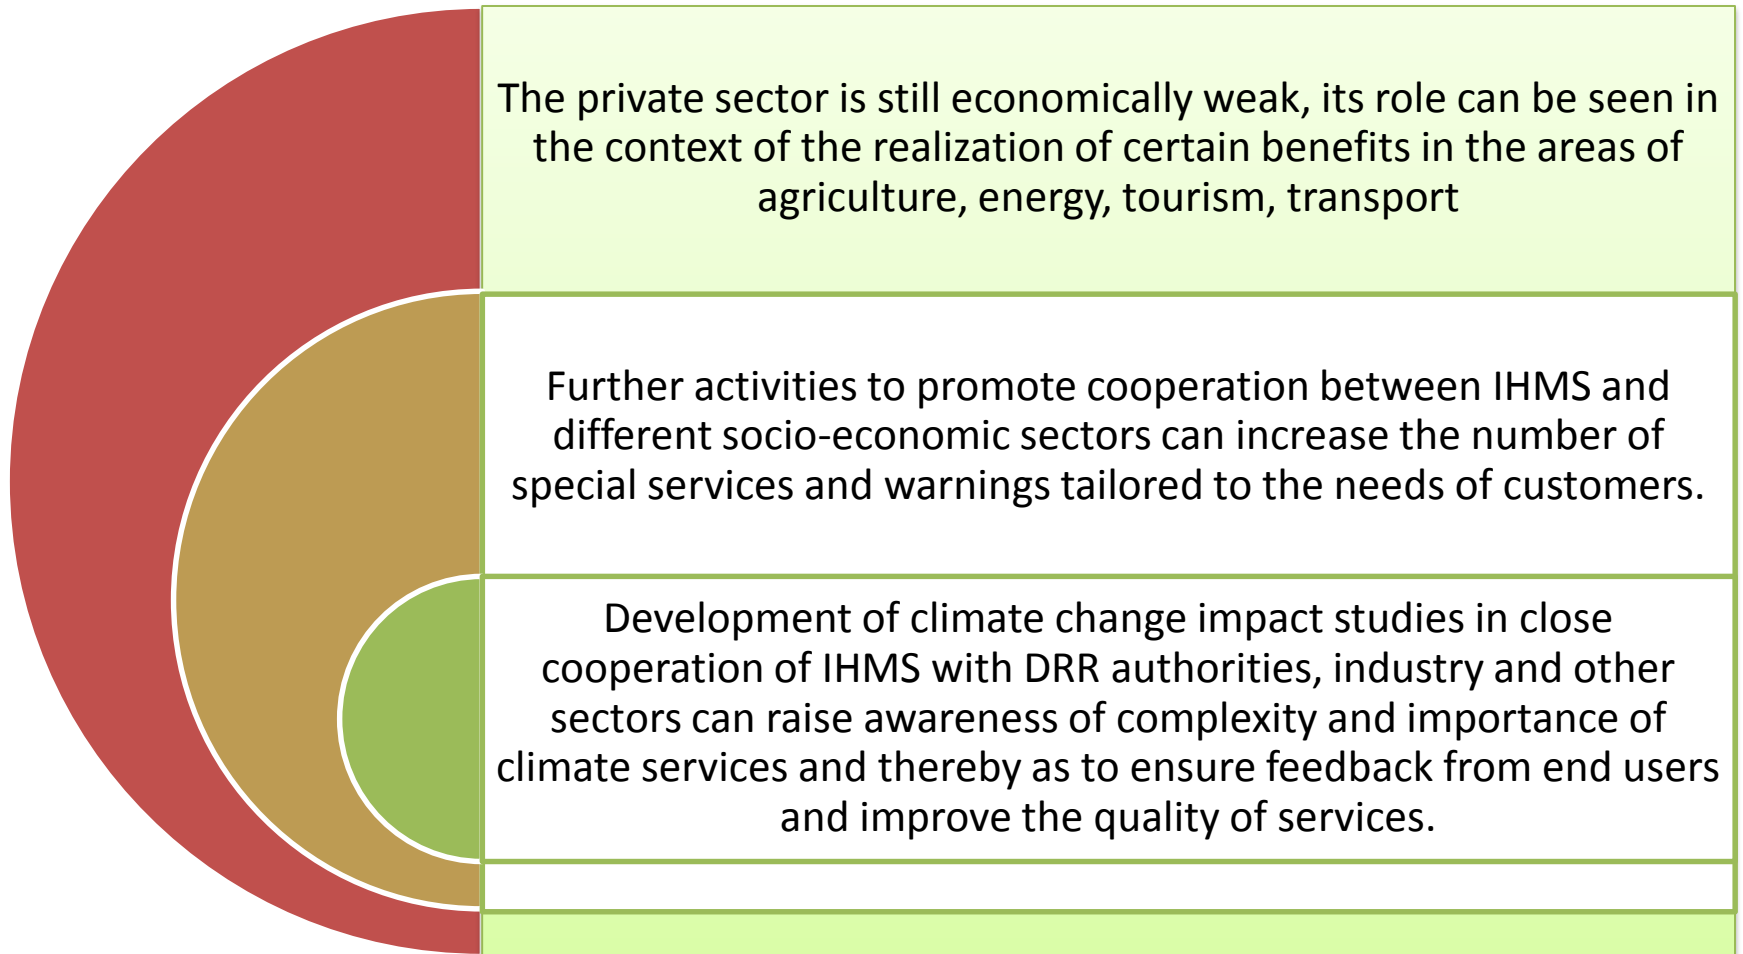 The private sector is still economically weak, its role can be seen in
the context of the realization of certain benefits in the areas of
agriculture, energy, tourism, transport
Further activities to promote cooperation between IHMS and
different socio-economic sectors can increase the number of
special services and warnings tailored to the needs of customers.
Development of climate change impact studies in close
cooperation of IHMS with DRR authorities, industry and other
sectors can raise awareness of complexity and importance of
climate services and thereby as to ensure feedback from end users
and improve the quality of services.